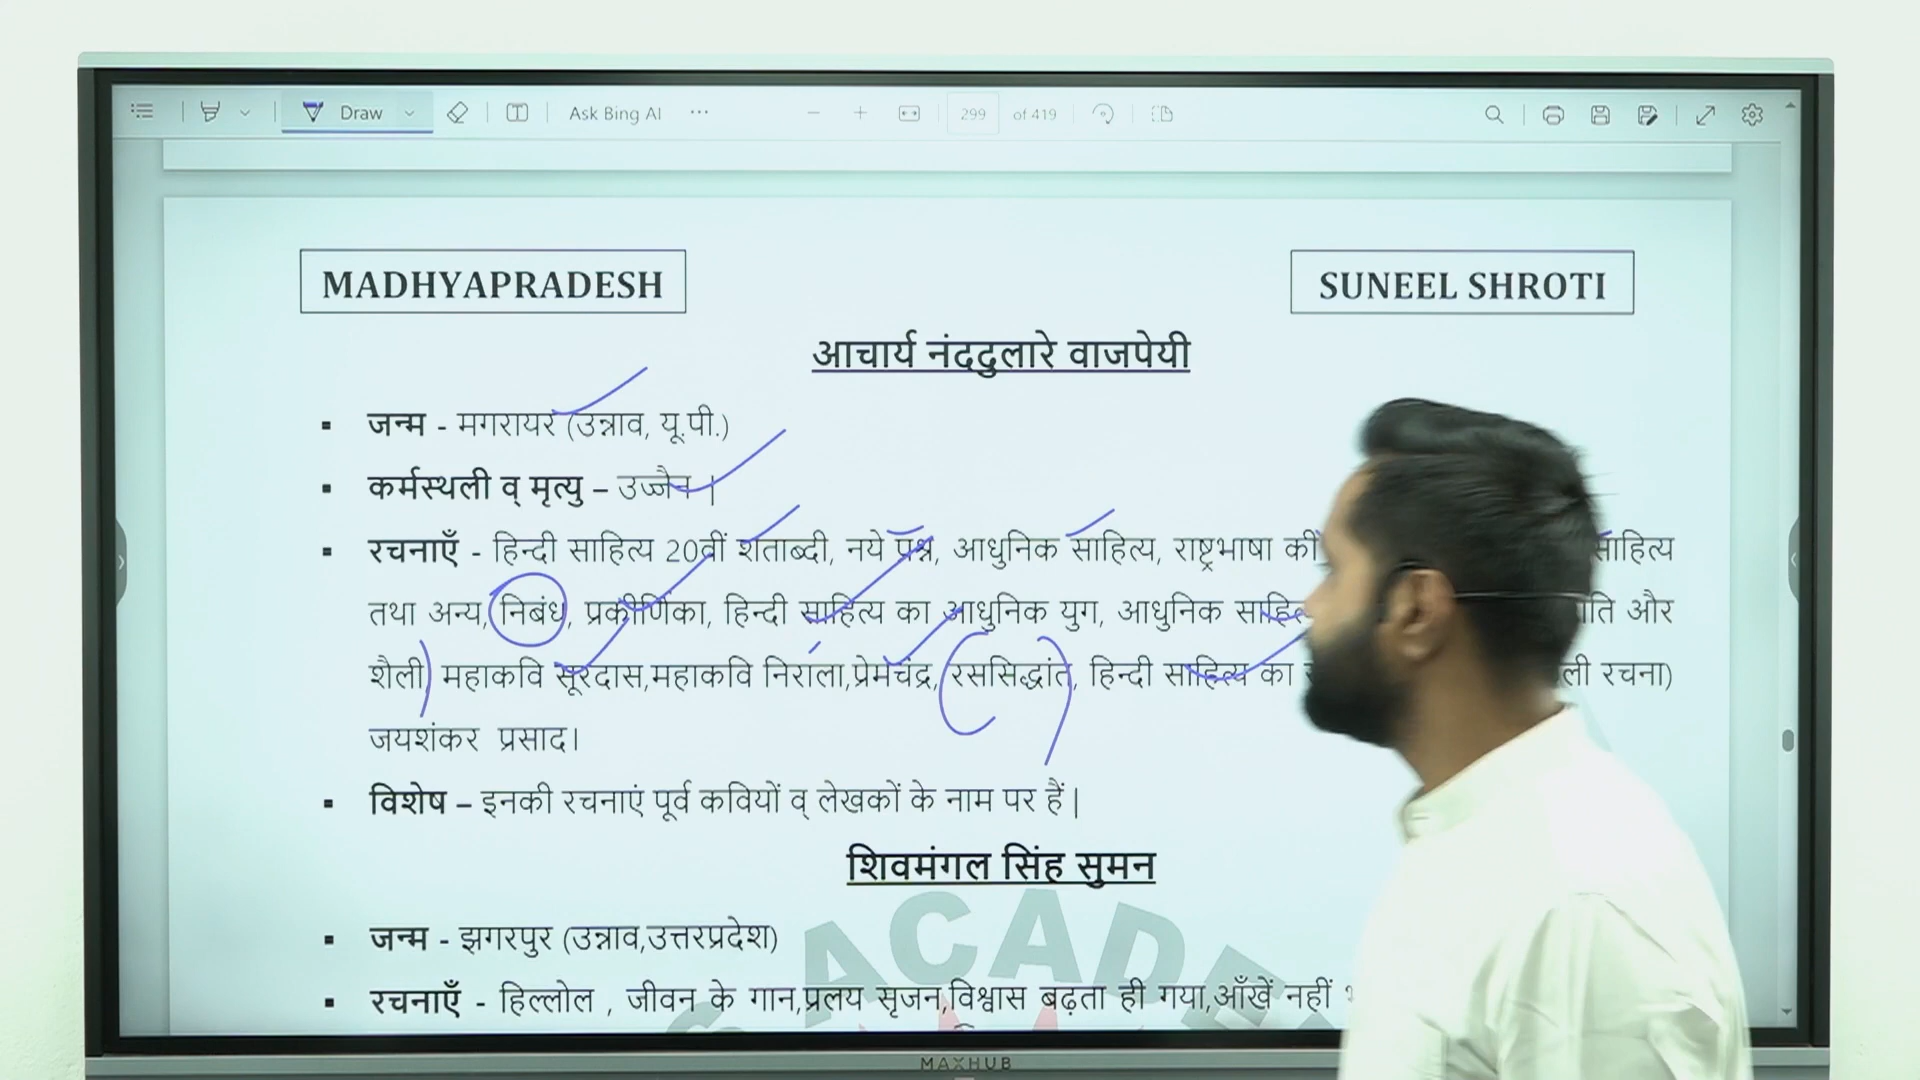 Draw
Ask Bing AI
299 of 419
MADHYAPRADESH
SUNEEL SHROTI
आचार्य नंददुलारे वाजपेयी
▪ जन्म - मगरायर (उन्नाव, यू.पी.)
▪ कर्मस्थली व् मृत्यु – उज्जैन |
▪ रचनाएँ - हिन्दी साहित्य 20वीं शताब्दी, नये प्रश्न, आधुनिक साहित्य, राष्ट्रभाषा की साहित्य
तथा अन्य, निबंध, प्रकीर्णिका, हिन्दी साहित्य का आधुनिक युग, आधुनिक और
शैली) महाकवि सूरदास,महाकवि निराला,प्रेमचंद्र, रससिद्धांत, हिन्दी साहित्य का रचना)
जयशंकर प्रसाद।
▪ विशेष – इनकी रचनाएं पूर्व कवियों व् लेखकों के नाम पर हैं |
शिवमंगल सिंह सुमन
▪ जन्म - झगरपुर (उन्नाव,उत्तरप्रदेश)
▪ रचनाएँ - हिल्लोल , जीवन के गान,प्रलय सृजन,विश्वास बढ़ता ही गया,आँखें नहीं
MAXHUB